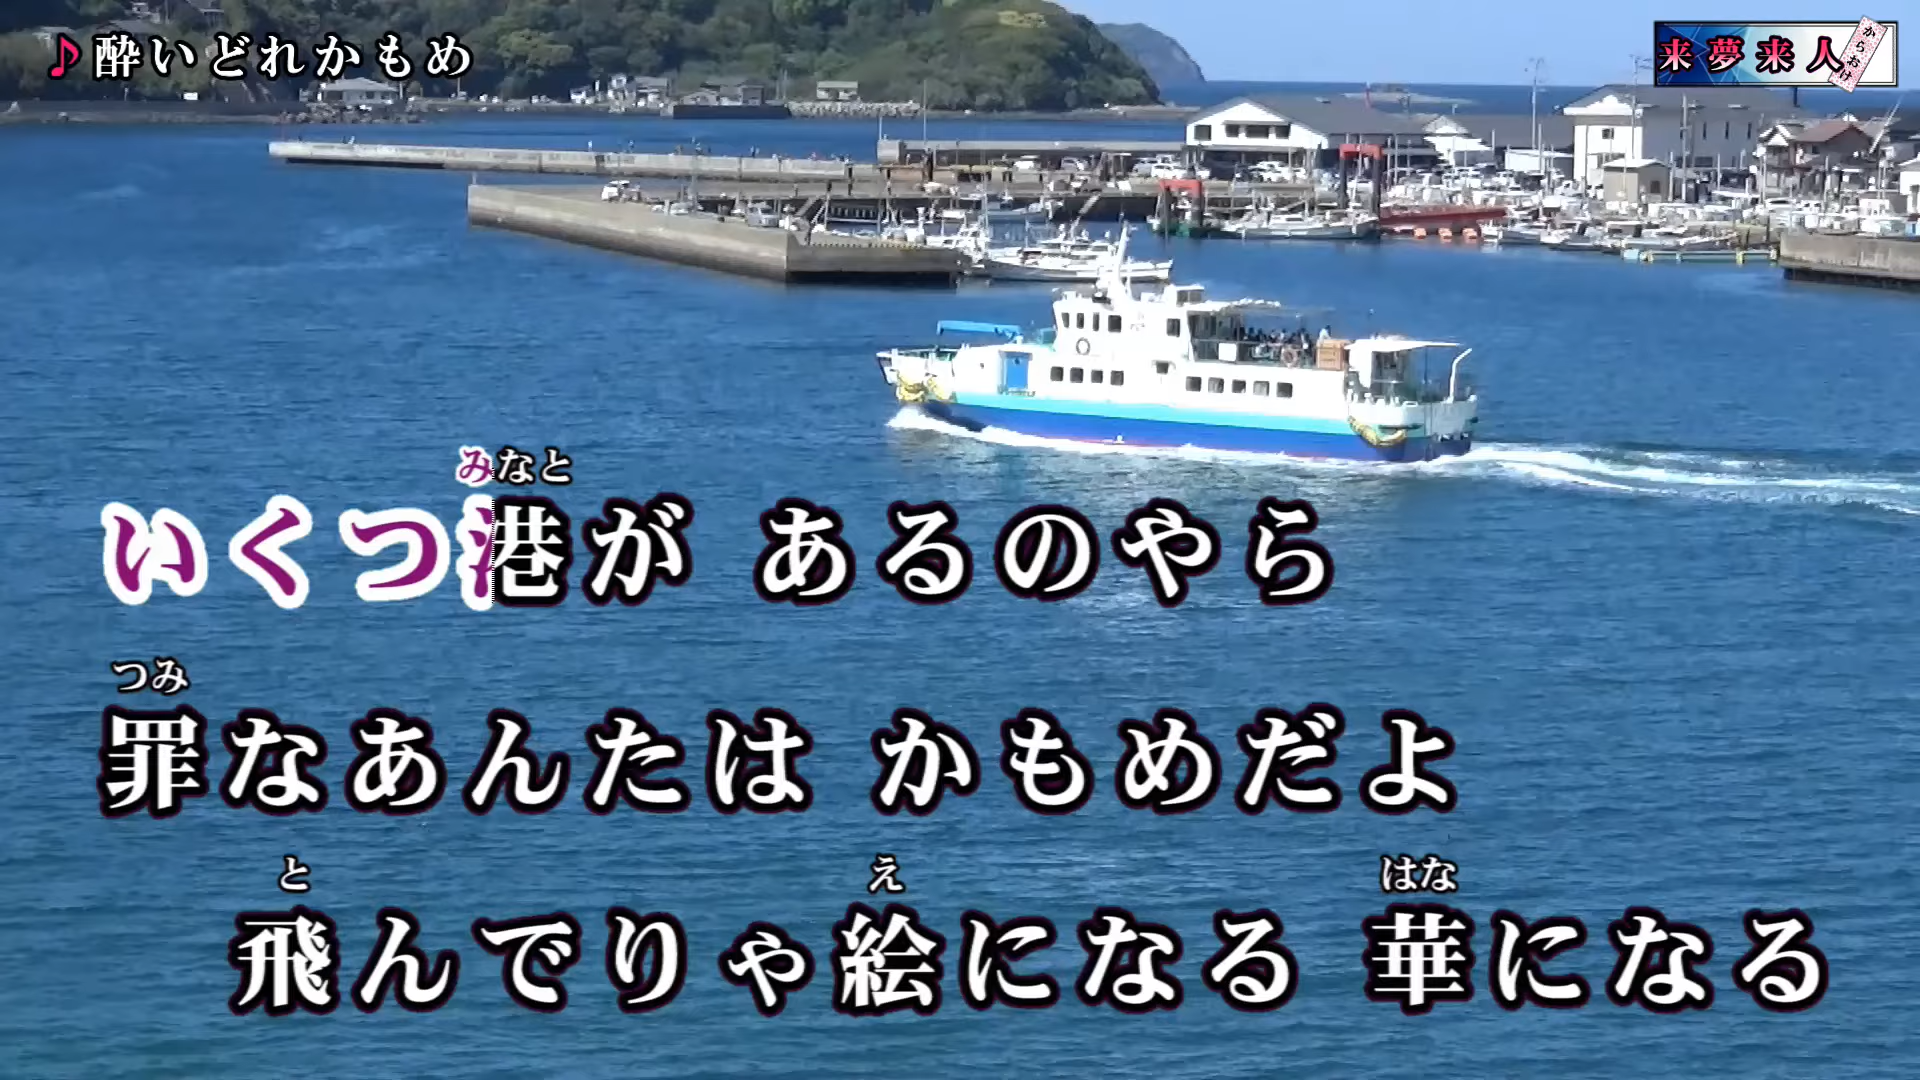 ♪酔いどれかもめ
来夢来人
からおけ
みなと
いくつ港が あるのやら
つみ
罪なあんたは かもめだよ
と え はな
飛んでりゃ絵になる 華になる